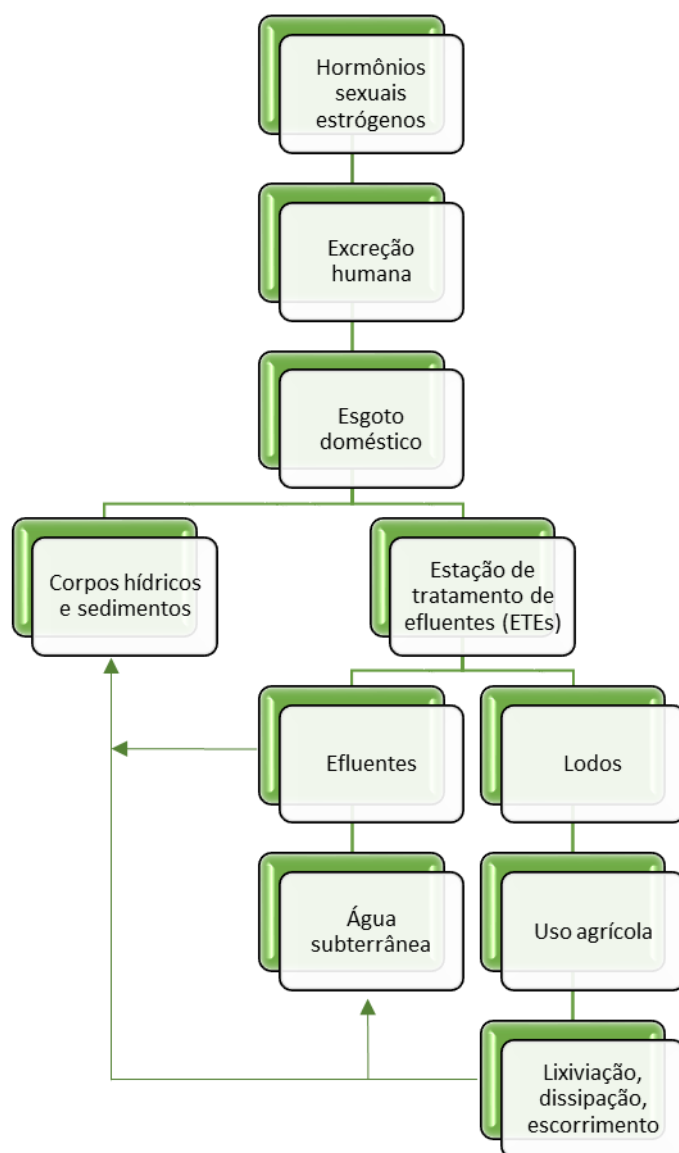 Hormônios
sexuais
estrógenos
Excreção
humana
Esgoto
doméstico
Corpos hídricos
e sedimentos
Estação de
tratamento de
efluentes (ETEs)
Efluentes
Lodos
Água
subterrânea
Uso agrícola
Lixiviação,
dissipação,
escorrimento